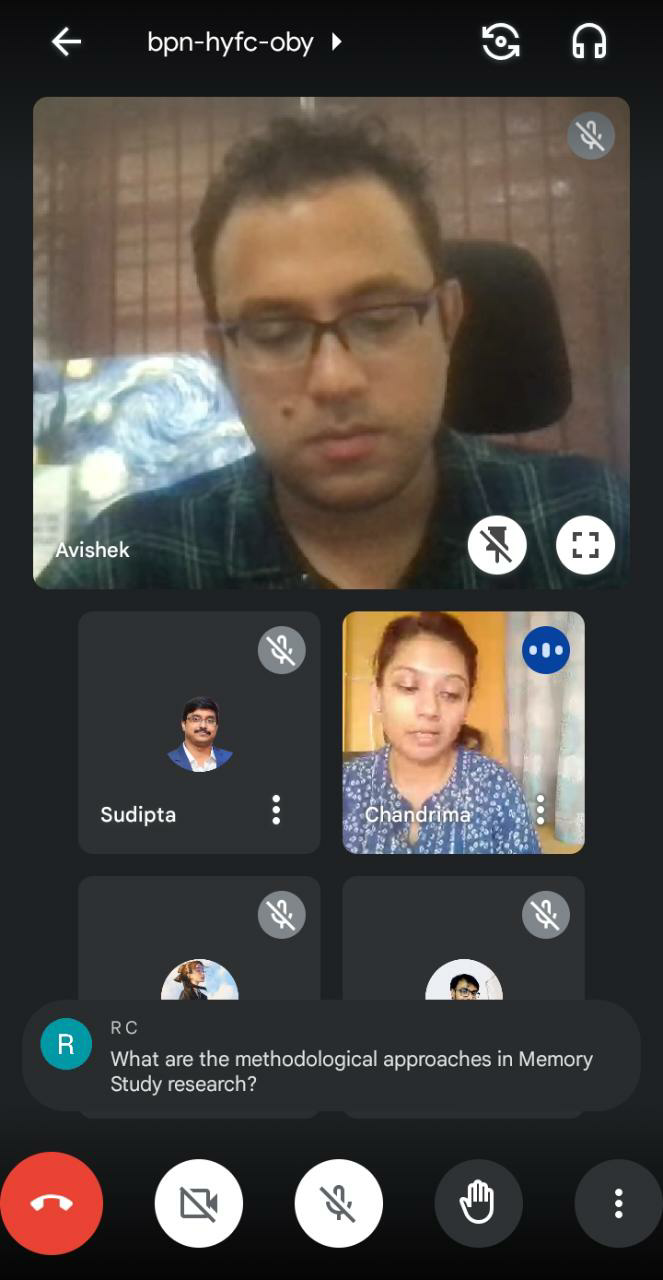 bpn-hyfc-oby
Avishek
Sudipta
Chandrima
R
R C
What are the methodological approaches in Memory
Study research?